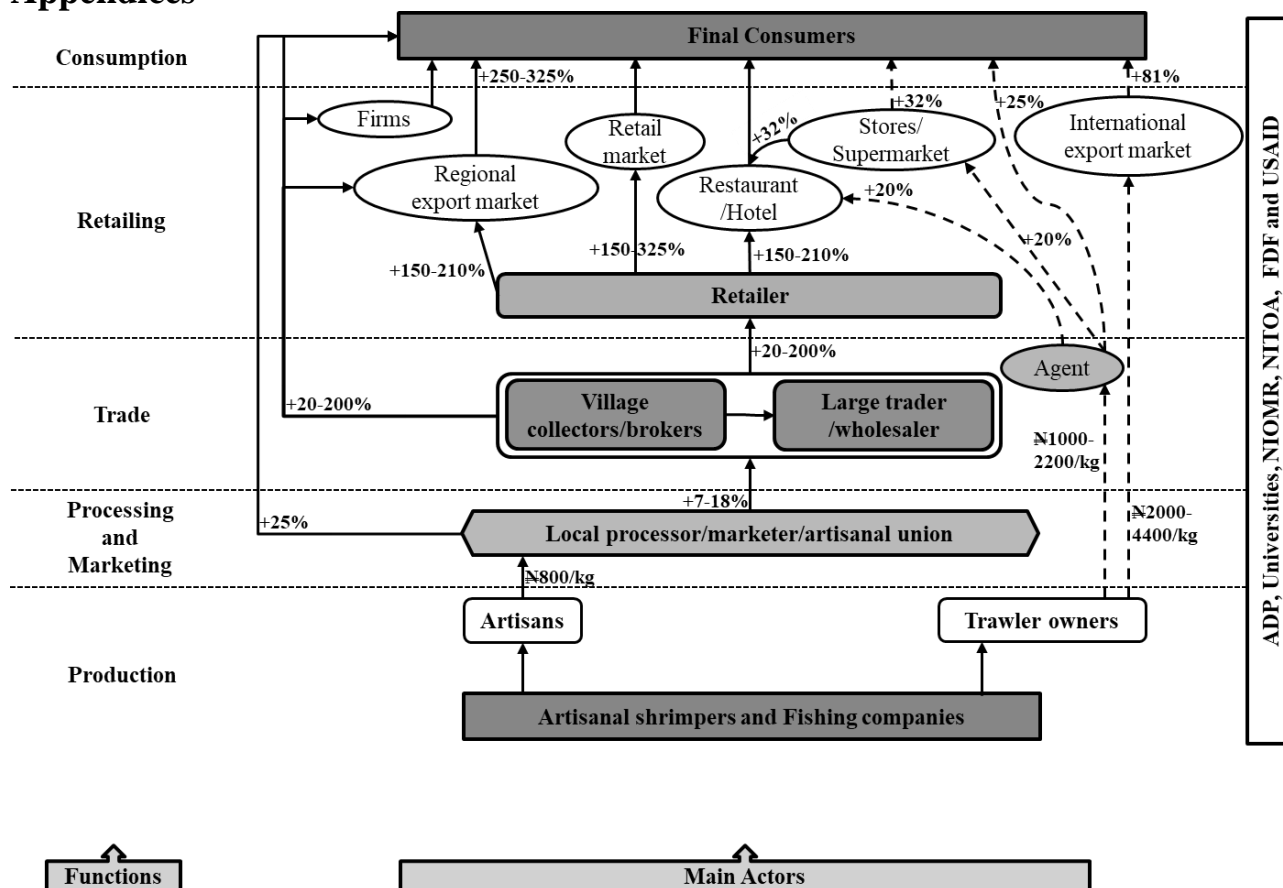 Appendices
Consumption
Final Consumers
+250-325%
+32%
+25%
+81%
Firms
Retail
market
+32%
Stores/
Supermarket
International
export market
Retailing
Regional
export market
Restaurant
/Hotel
+20%
+20%
+150-210%
+150-325%
+150-210%
Retailer
+20-200%
Agent
Trade
+20-200%
Village
collectors/brokers
Large trader
/wholesaler
₦1000-
2200/kg
Processing
and
Marketing
+7-18%
+25%
Local processor/marketer/artisanal union
₦2000-
4400/kg
₦800/kg
Artisans
Trawler owners
Production
Artisanal shrimpers and Fishing companies
ADP, Universities, NIOMR, NITOA, FDF and USAID
Functions
Main Actors